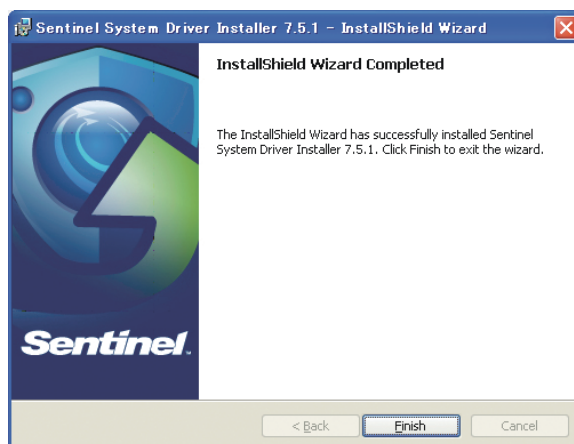 Sentinel System Driver Installer 7.5.1 - InstallShield Wizard
InstallShield Wizard Completed
The InstallShield Wizard has successfully installed Sentinel
System Driver Installer 7.5.1. Click Finish to exit the wizard.
Sentinel.
< Back
Finish
Cancel